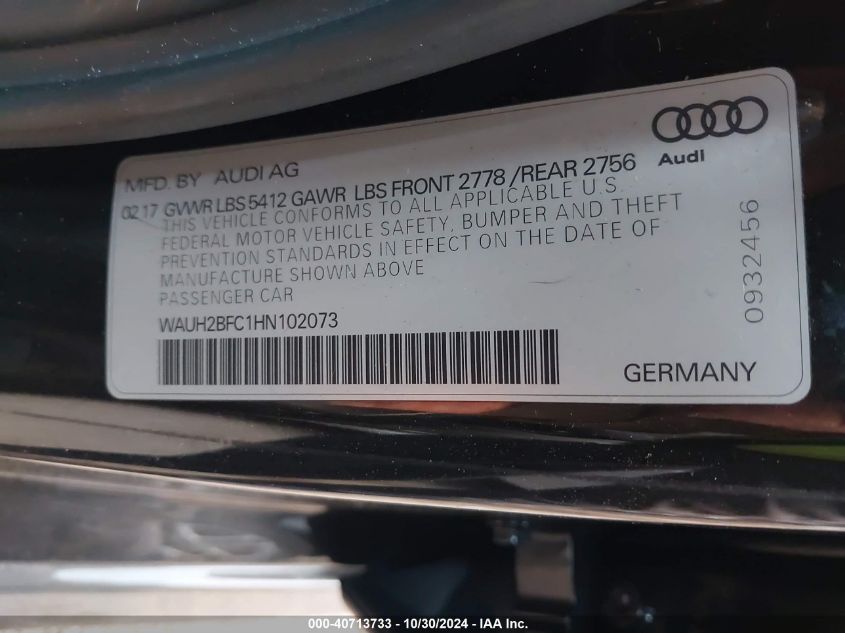 Audi
MFD. BY AUDI AG
02 17 GVWR LBS 5412 GAWR LBS FRONT 2778 / REAR 2756
THIS VEHICLE CONFORMS TO ALL APPLICABLE U.S.
FEDERAL MOTOR VEHICLE SAFETY, BUMPER AND THEFT
PREVENTION STANDARDS IN EFFECT ON THE DATE OF
MANUFACTURE SHOWN ABOVE
PASSENGER CAR
WAUH2BFC1HN102073
GERMANY
0932456
000-40713733 - 10/30/2024 - IAA Inc.